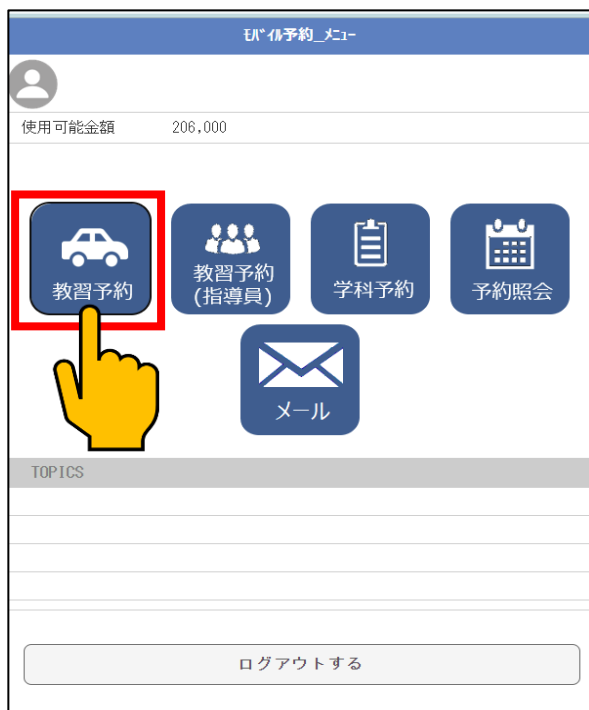 ﾓﾊﾞｲﾙ予約_ﾒﾆｭｰ
使用可能金額 206,000
教習予約
教習予約
(指導員)
学科予約
予約照会
メール
TOPICS
ログアウトする